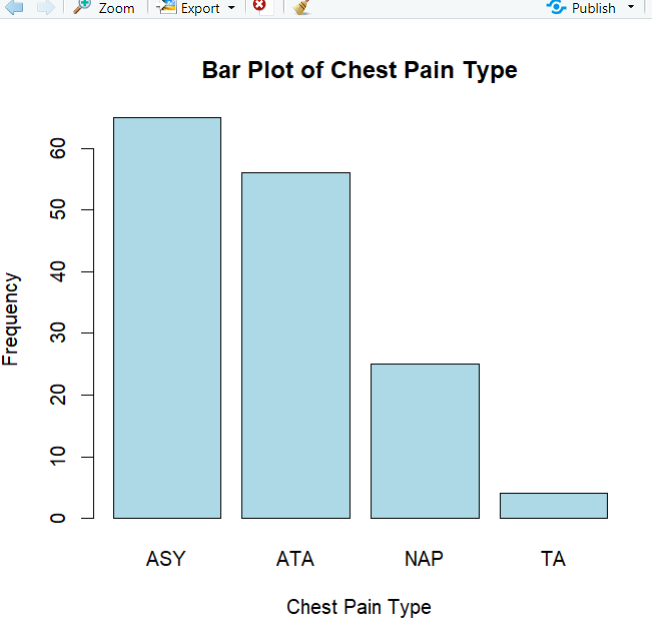 Zoom Export Publish
Bar Plot of Chest Pain Type
Frequency
60
50
40
30
20
10
0
ASY ATA NAP TA
Chest Pain Type